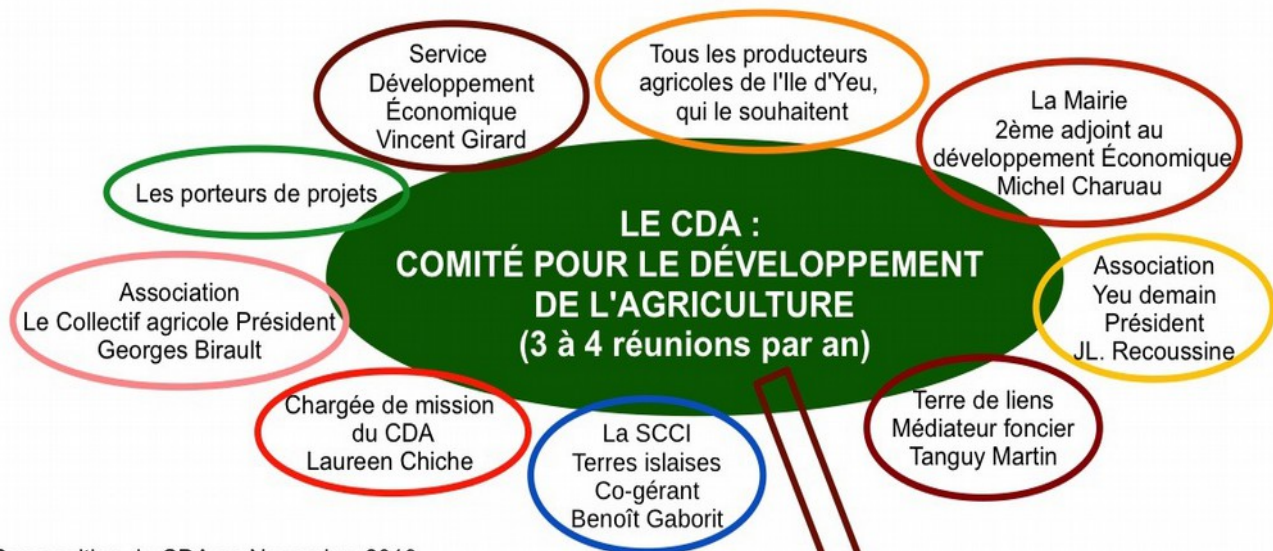 Service
Développement
Économique
Vincent Girard
Tous les producteurs
agricoles de l'Ile d'Yeu,
qui le souhaitent
La Mairie
2ème adjoint au
développement Économique
Michel Charuau
Les porteurs de projets
LE CDA :
COMITÉ POUR LE DÉVELOPPEMENT
DE L'AGRICULTURE
(3 à 4 réunions par an)
Association
Yeu demain
Président
JL. Recoussine
Association
Le Collectif agricole Président
Georges Birault
Chargée de mission
du CDA
Laureen Chiche
La SCCI
Terres islaises
Co-gérant
Benoît Gaborit
Terre de liens
Médiateur foncier
Tanguy Martin